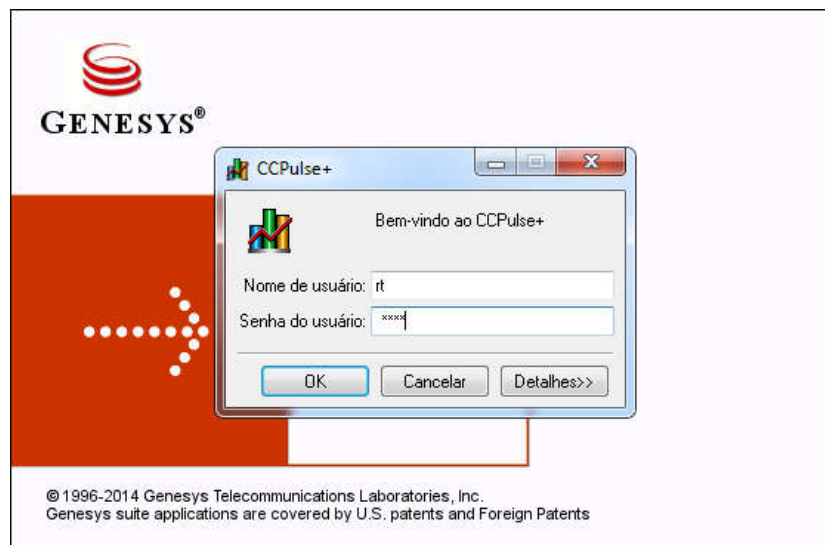 GENESYS®
CCPulse+
Bem-vindo ao CCPulse+
Nome de usuário: rt
Senha do usuário: ****
OK Cancelar Detalhes>>
© 1996-2014 Genesys Telecommunications Laboratories, Inc.
Genesys suite applications are covered by U.S. patents and Foreign Patents